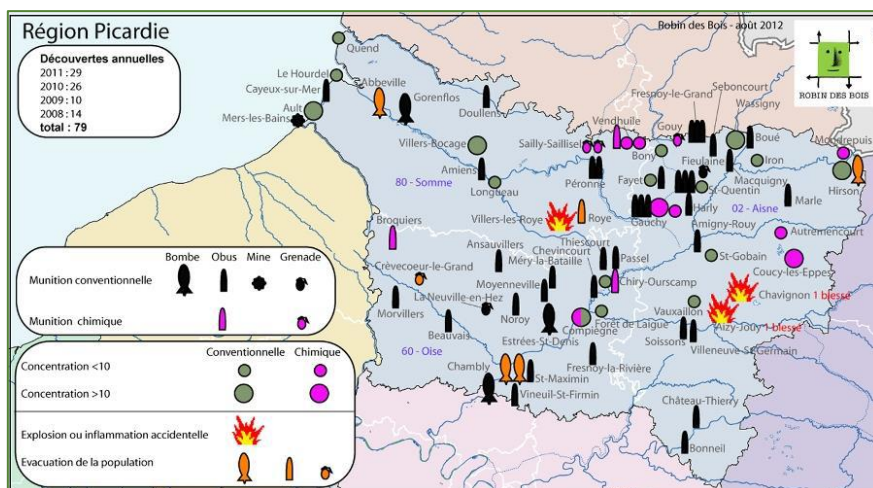 Région Picardie
Robin des Bois - août 2012
Découvertes annuelles
2011 : 29
2010 : 26
2009 : 10
2008 : 14
total : 79
ROBIN DES BOIS
Quend
Le Hourdel
Cayeux-sur-Mer
Ault
Mers-les-Bains
Abbeville
Gorenflos
Doullens
Villers-Bocage
Amiens
Longueau
80 - Somme
Sailly-Saillisel
Péronne
Vendhuile
Bony
Gouy
Fresnoy-le-Grand
Seboncourt
Wassigny
Boué
Fieulaine
Macquigny
Iron
Mondrepuis
Hirson
Fayet
St-Quentin
Harly
Gauchy
02 - Aisne
Marle
Villers-les Roye
Roye
Amigny-Rouy
Autremencourt
Broquiers
Ansauvillers
Thiescourt
Chevincourt
Passel
Méry-la-Bataille
St-Gobain
Coucy-les-Eppes
Crèvecoeur-le-Grand
Moyenneville
Chiry-Ourscamp
Chavignon 1 blessé
La Neuville-en-Hez
Vauxaillon
Morvillers
Noroy
Compiègne
Forêt de Laigue
Aizy-Jouy 1 blessé
Beauvais
Estrées-St-Denis
Soissons
Villeneuve-St-Germain
60 - Oise
Fresnoy-la-Rivière
Chambly
St-Maximin
Vineuil-St-Firmin
Château-Thierry
Bonneil
Bombe
Obus
Mine
Grenade
Munition conventionnelle
Munition chimique
Conventionnelle
Chimique
Concentration <10
Concentration >10
Explosion ou inflammation accidentelle
Evacuation de la population